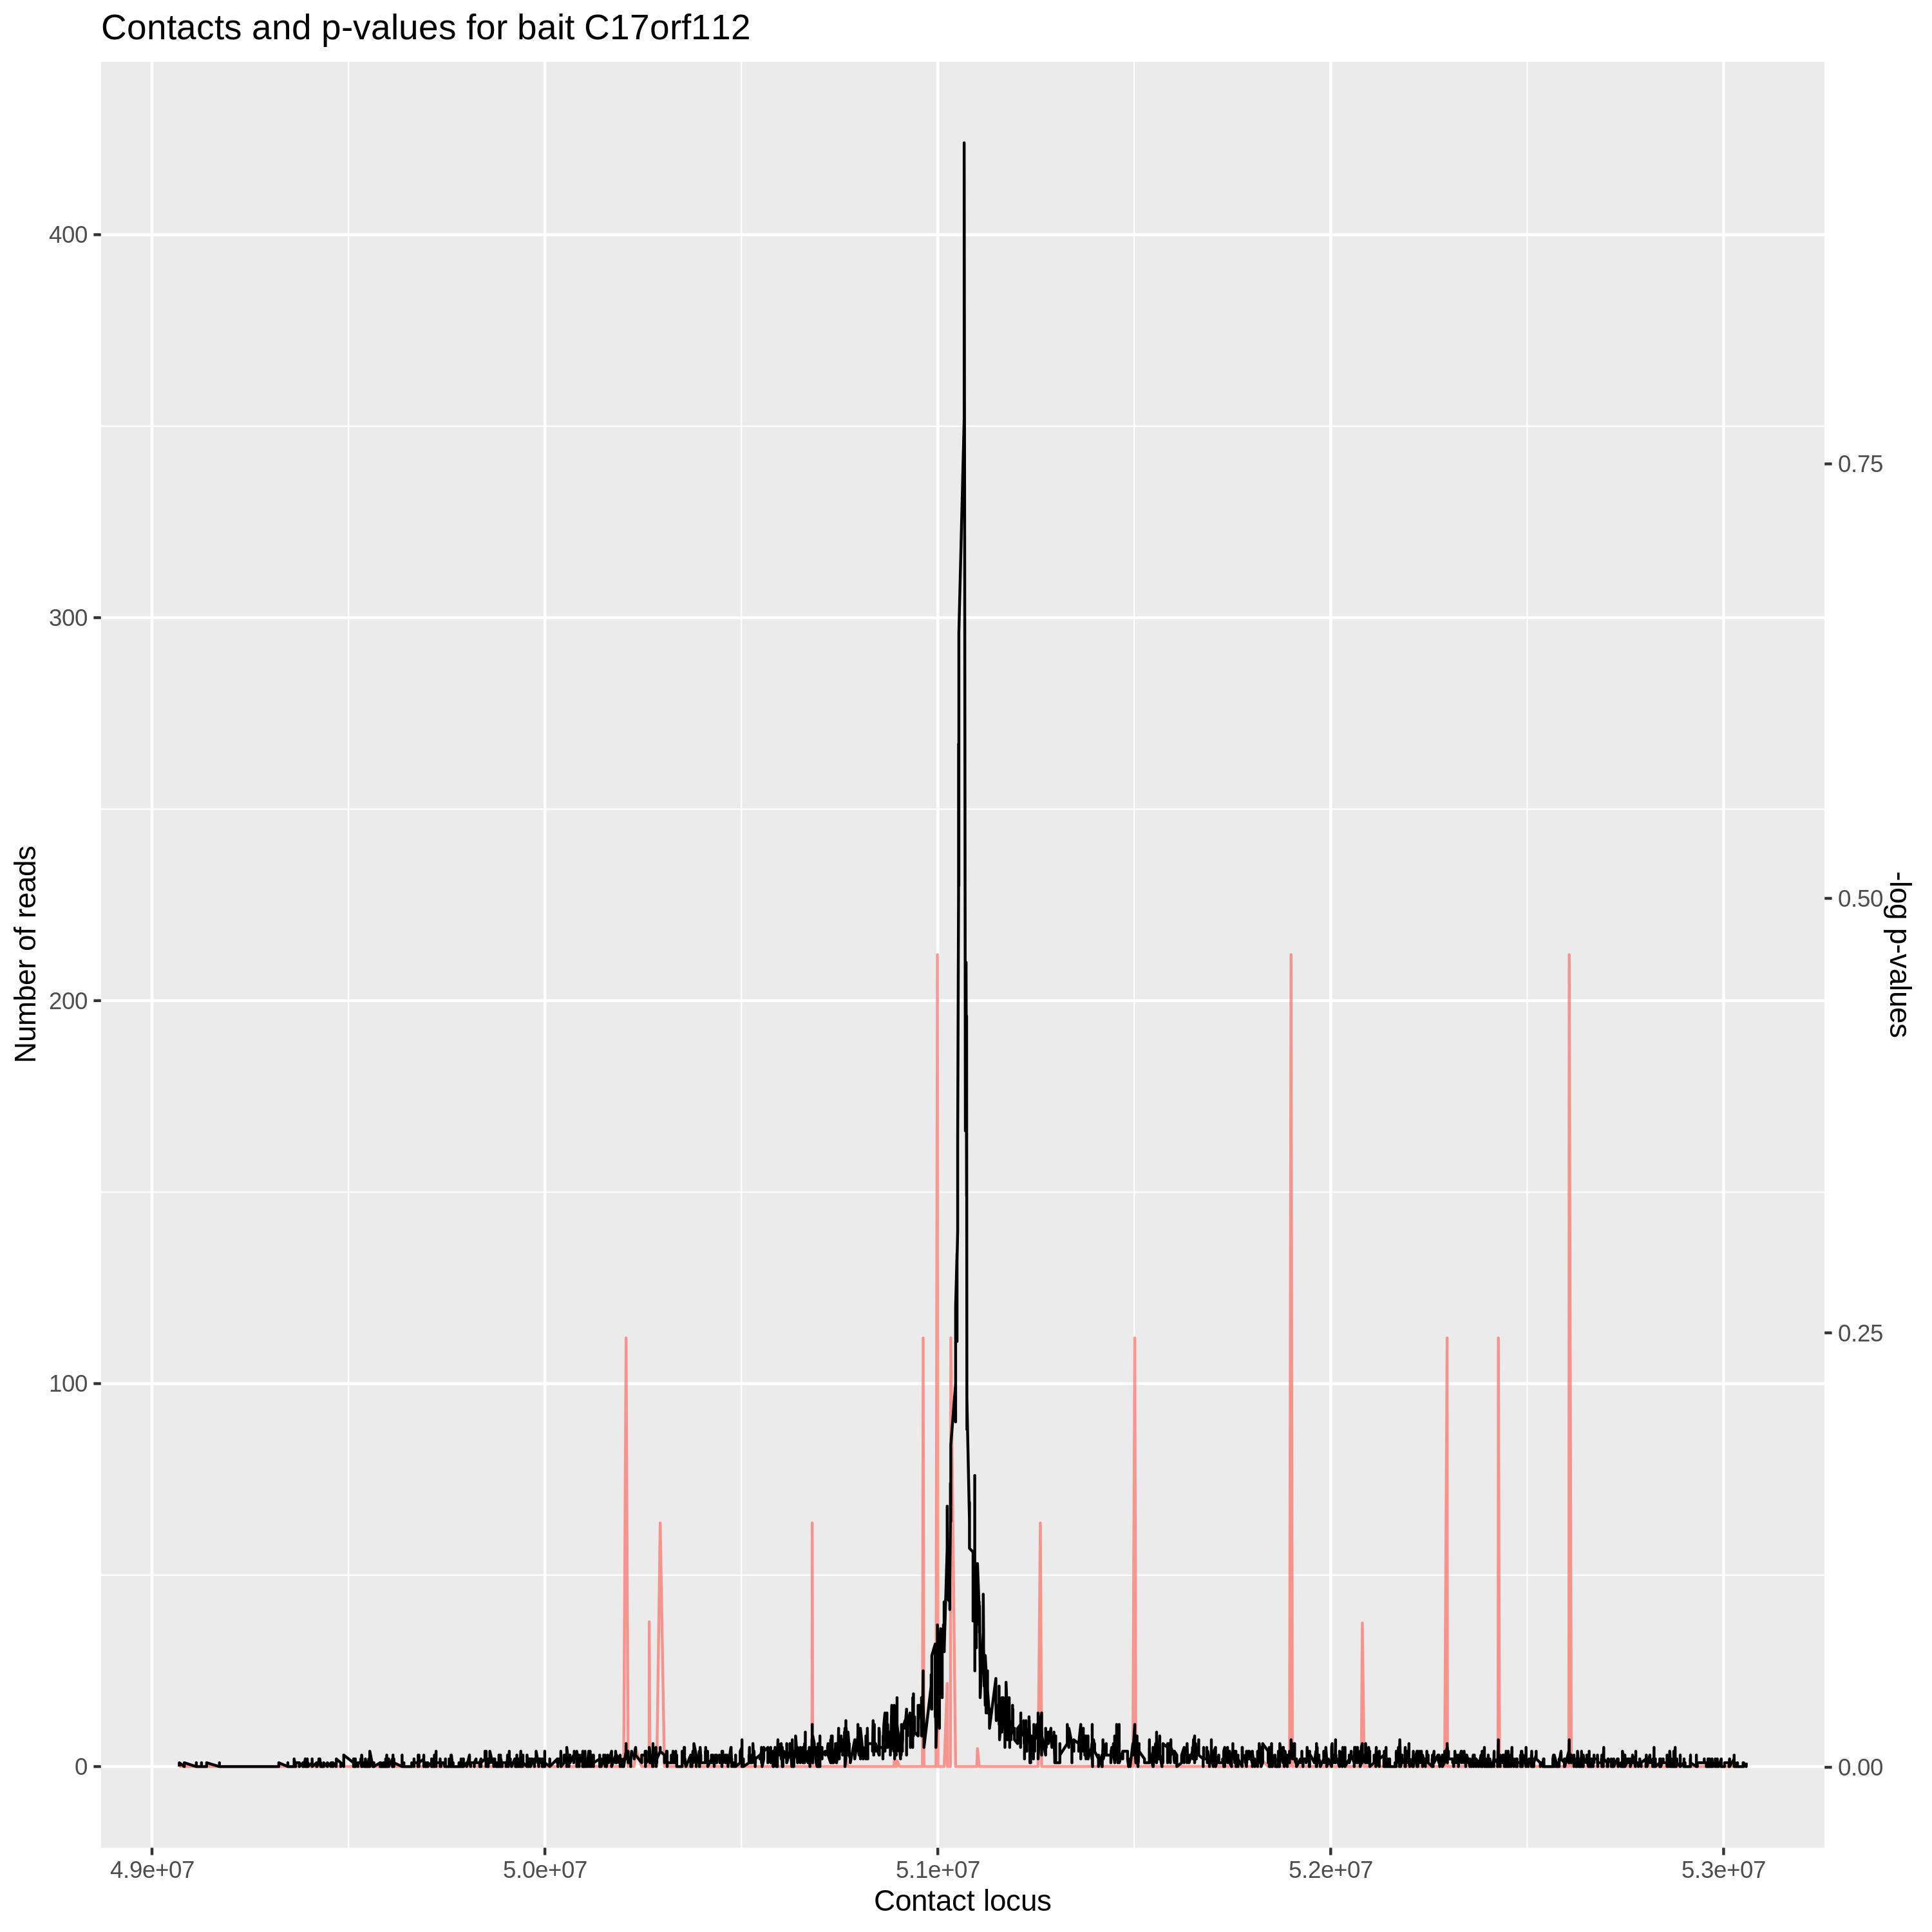 Contacts and p-values for bait C17orf112
400
300
200
100
0
Number of reads
0.75
0.50
0.25
0.00
-log p-values
4.9e+07
5.0e+07
5.1e+07
5.2e+07
5.3e+07
Contact locus